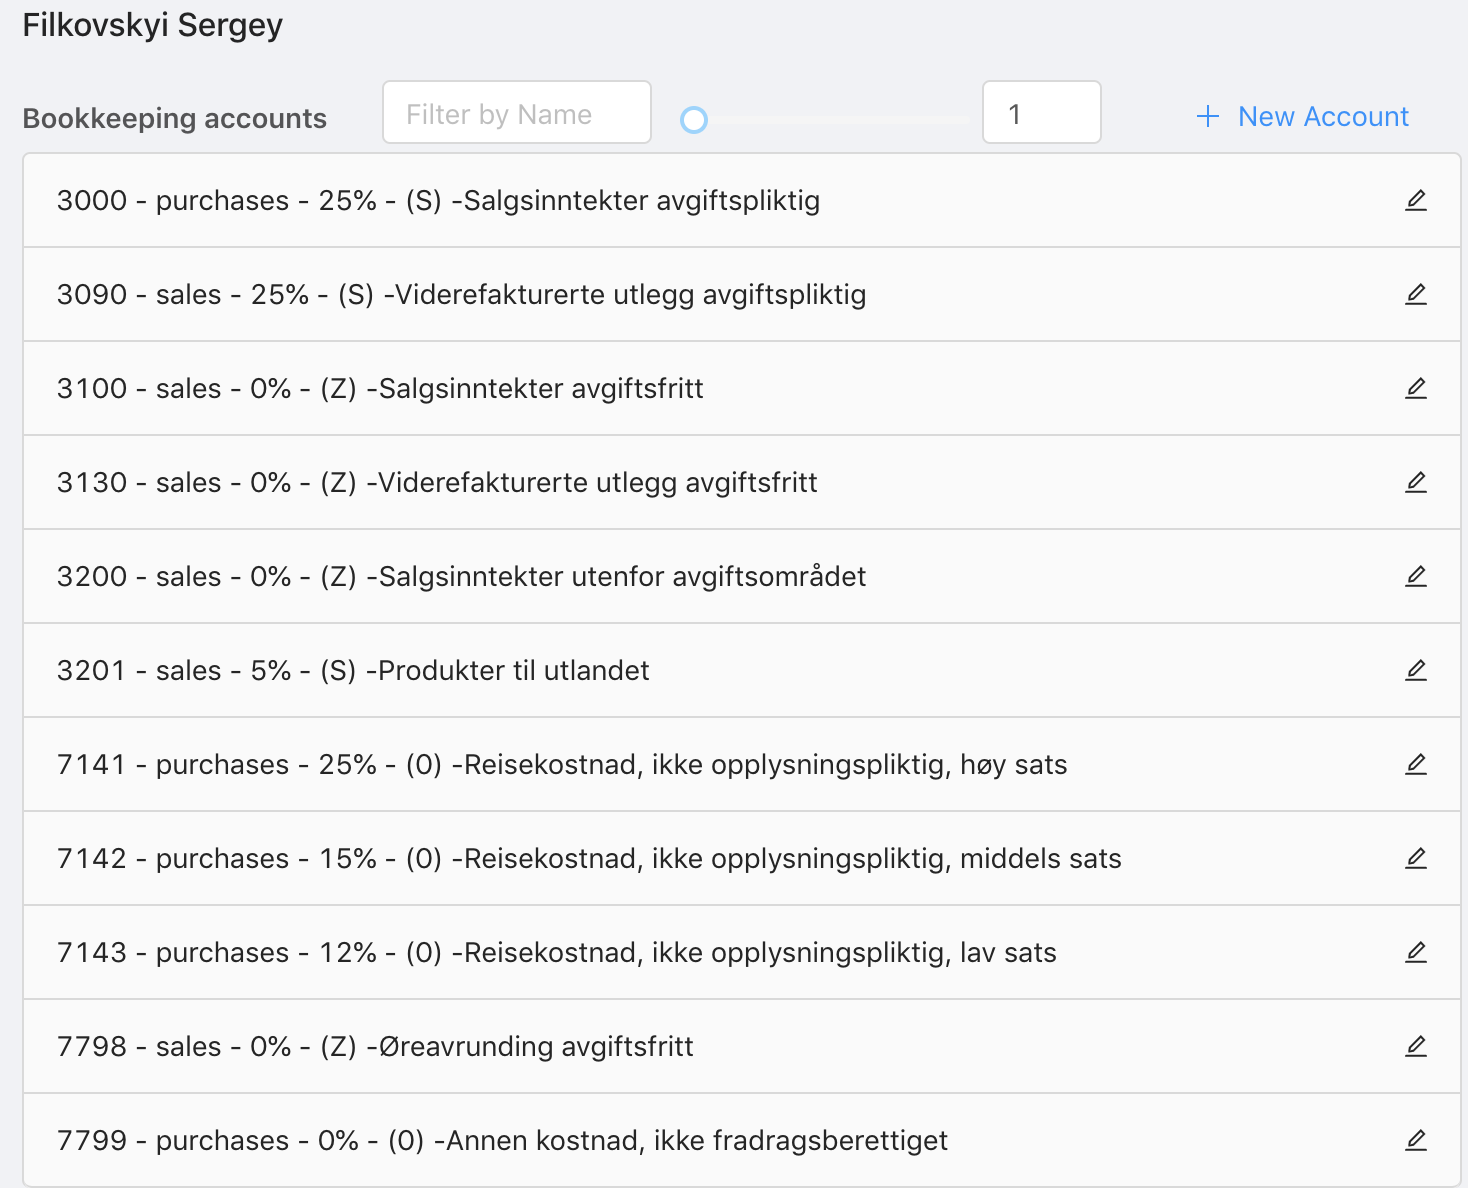 Filkovskyi Sergey
Bookkeeping accounts Filter by Name 1 + New Account
3000 - purchases - 25% - (S) -Salgsinntekter avgiftspliktig
3090 - sales - 25% - (S) -Viderefakturerte utlegg avgiftspliktig
3100 - sales - 0% - (Z) -Salgsinntekter avgiftsfritt
3130 - sales - 0% - (Z) -Viderefakturerte utlegg avgiftsfritt
3200 - sales - 0% - (Z) -Salgsinntekter utenfor avgiftsområdet
3201 - sales - 5% - (S) -Produkter til utlandet
7141 - purchases - 25% - (O) -Reisekostnad, ikke opplysningspliktig, høy sats
7142 - purchases - 15% - (O) -Reisekostnad, ikke opplysningspliktig, middels sats
7143 - purchases - 12% - (O) -Reisekostnad, ikke opplysningspliktig, lav sats
7798 - sales - 0% - (Z) -Øreavrunding avgiftsfritt
7799 - purchases - 0% - (O) -Annen kostnad, ikke fradragsberettiget